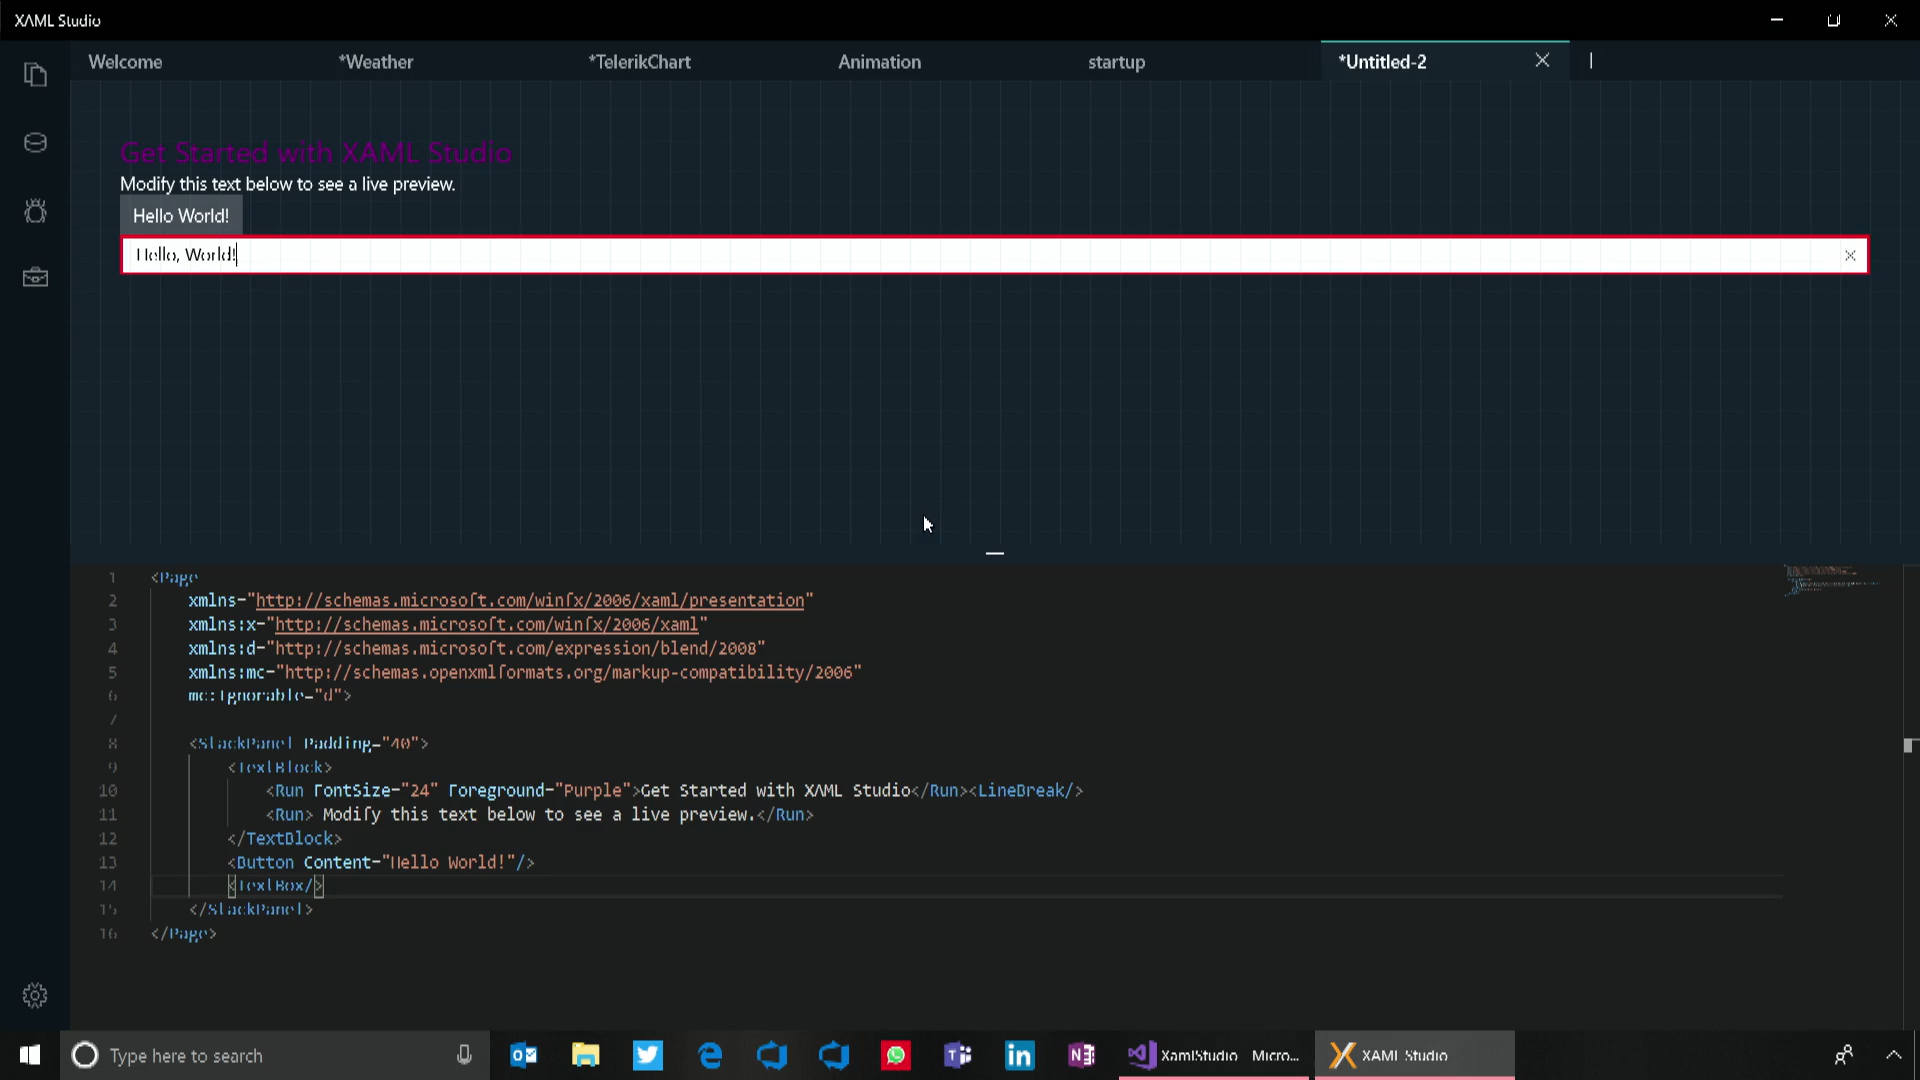 XAML Studio
Welcome
*Weather
*TelerikChart
Animation
startup
*Untitled-2
Get Started with XAML Studio
Modify this text below to see a live preview.
Hello World!
Hello, World!
1 <Page
2 xmlns="http://schemas.microsoft.com/winfx/2006/xaml/presentation"
3 xmlns:x="http://schemas.microsoft.com/winfx/2006/xaml"
4 xmlns:d="http://schemas.microsoft.com/expression/blend/2008"
5 xmlns:mc="http://schemas.openxmlformats.org/markup-compatibility/2006"
6 mc:Ignorable="d">
7
8 <StackPanel Padding="40">
9 <TextBlock>
10 <Run FontSize="24" Foreground="Purple">Get Started with XAML Studio</Run><LineBreak/>
11 <Run> Modify this text below to see a live preview.</Run>
12 </TextBlock>
13 <Button Content="Hello World!"/>
14 <TextBox/>
15 </StackPanel>
16 </Page>
Type here to search
XamlStudio Micro...
XAML Studio